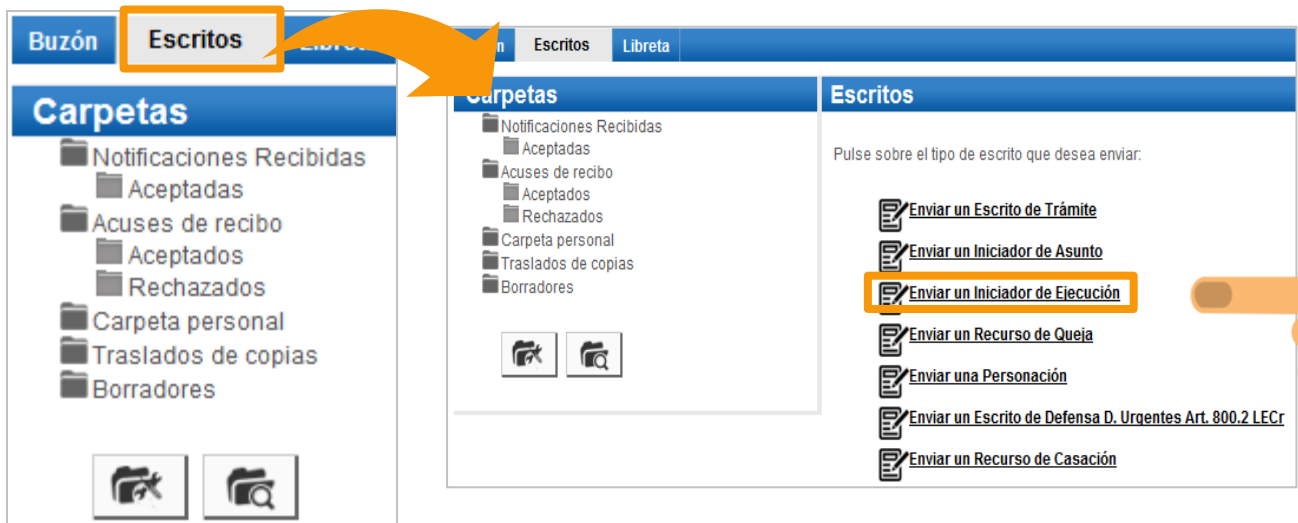 Buzón
Escritos
Carpetas
Notificaciones Recibidas
Aceptadas
Acuses de recibo
Aceptados
Rechazados
Carpeta personal
Traslados de copias
Borradores
Escritos
Libreta
Carpetas
Notificaciones Recibidas
Aceptadas
Acuses de recibo
Aceptados
Rechazados
Carpeta personal
Traslados de copias
Borradores
Escritos
Pulse sobre el tipo de escrito que desea enviar:
Enviar un Escrito de Trámite
Enviar un Iniciador de Asunto
Enviar un Iniciador de Ejecución
Enviar un Recurso de Queja
Enviar una Personación
Enviar un Escrito de Defensa D. Urgentes Art. 800.2 LECr
Enviar un Recurso de Casación